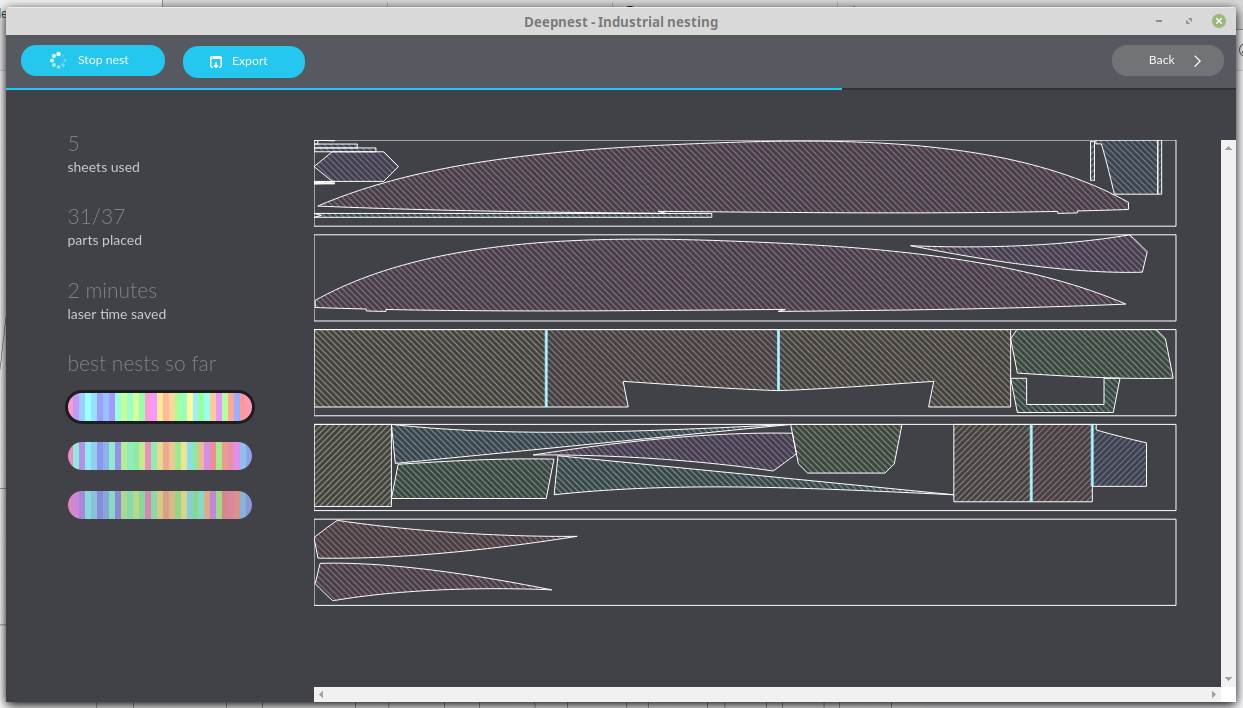 Deepnest - Industrial nesting
Stop nest
Export
Back
5
sheets used
31/37
parts placed
2 minutes
laser time saved
best nests so far